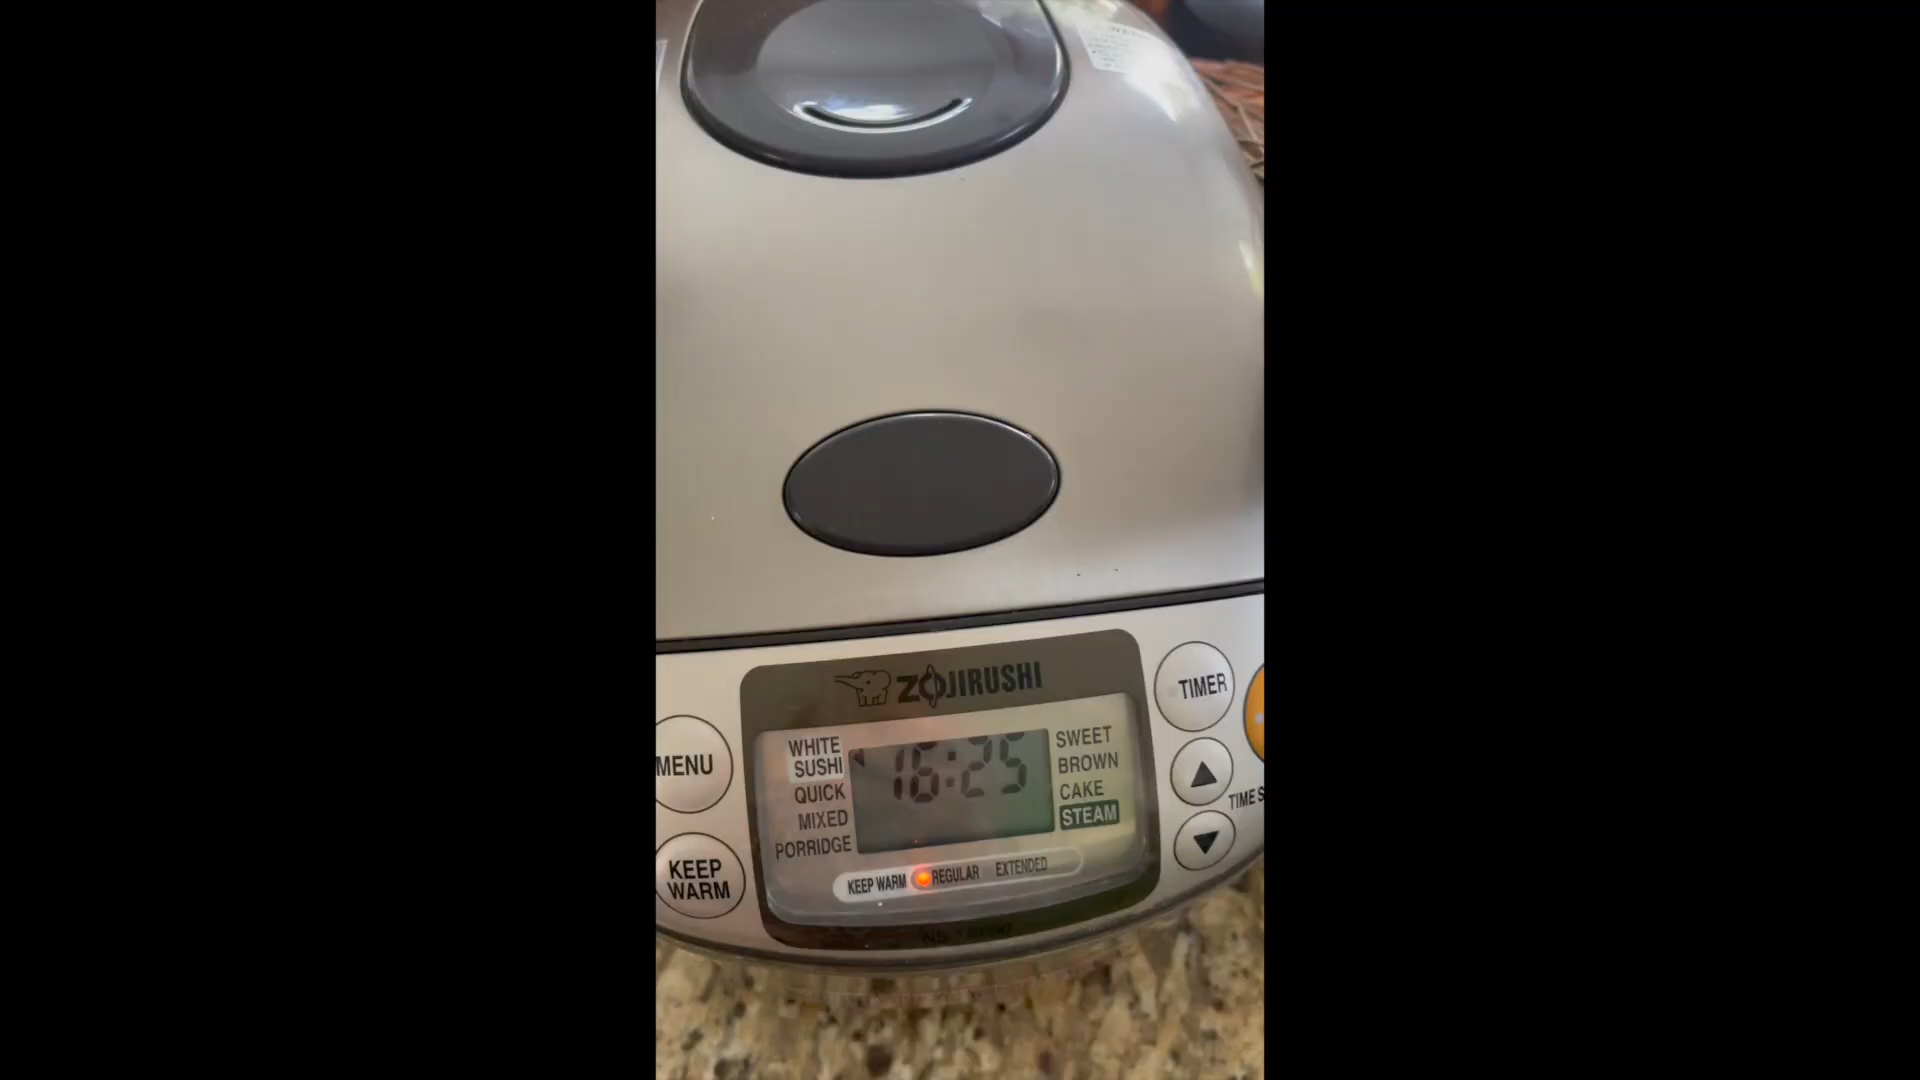 ZOJIRUSHI
TIMER
MENU
WHITE
SUSHI
QUICK
MIXED
PORRIDGE
16:25
SWEET
BROWN
CAKE
STEAM
KEEP
WARM
KEEP WARM REGULAR EXTENDED